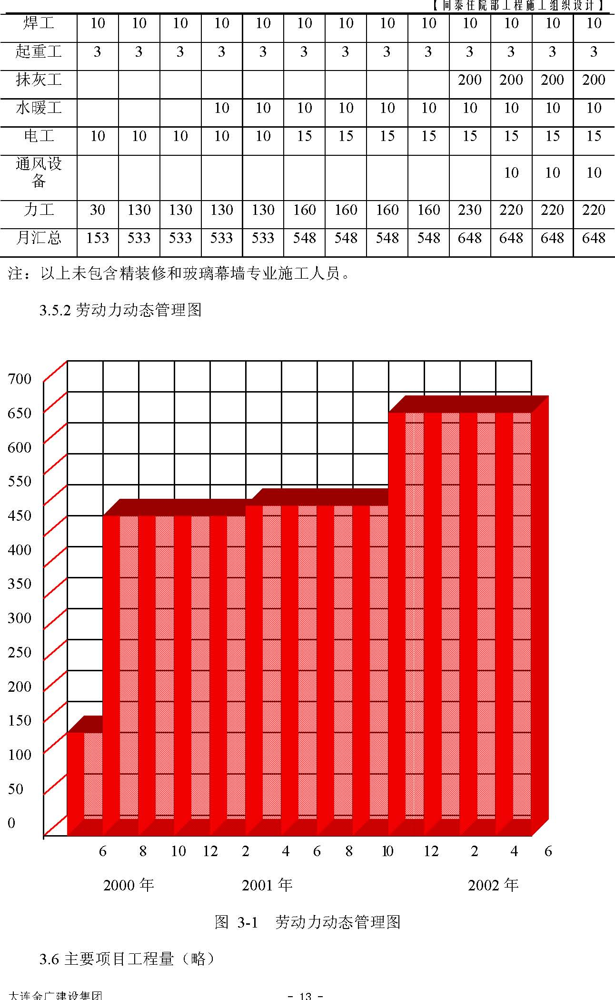 【同泰住院部工程施工组织设计】
焊工 10 10 10 10 10 10 10 10 10 10 10 10 10
起重工 3 3 3 3 3 3 3 3 3 3 3 3 3
抹灰工 200 200 200 200
水暖工 10 10 10 10 10 10 10 10 10 10
电工 10 10 10 10 10 15 15 15 15 15 15 15 15
通风设
备 10 10 10
力工 30 130 130 130 130 160 160 160 160 230 220 220 220
月汇总 153 533 533 533 533 548 548 548 548 648 648 648 648
注：以上未包含精装修和玻璃幕墙专业施工人员。
3.5.2 劳动力动态管理图
700
650
600
550
450
400
350
300
250
200
150
100
50
0
6 8 10 12 2 4 6 8 10 12 2 4 6
2000 年 2001 年 2002 年
图 3-1 劳动力动态管理图
3.6 主要项目工程量（略）
大连金广建设集团 - 13 -